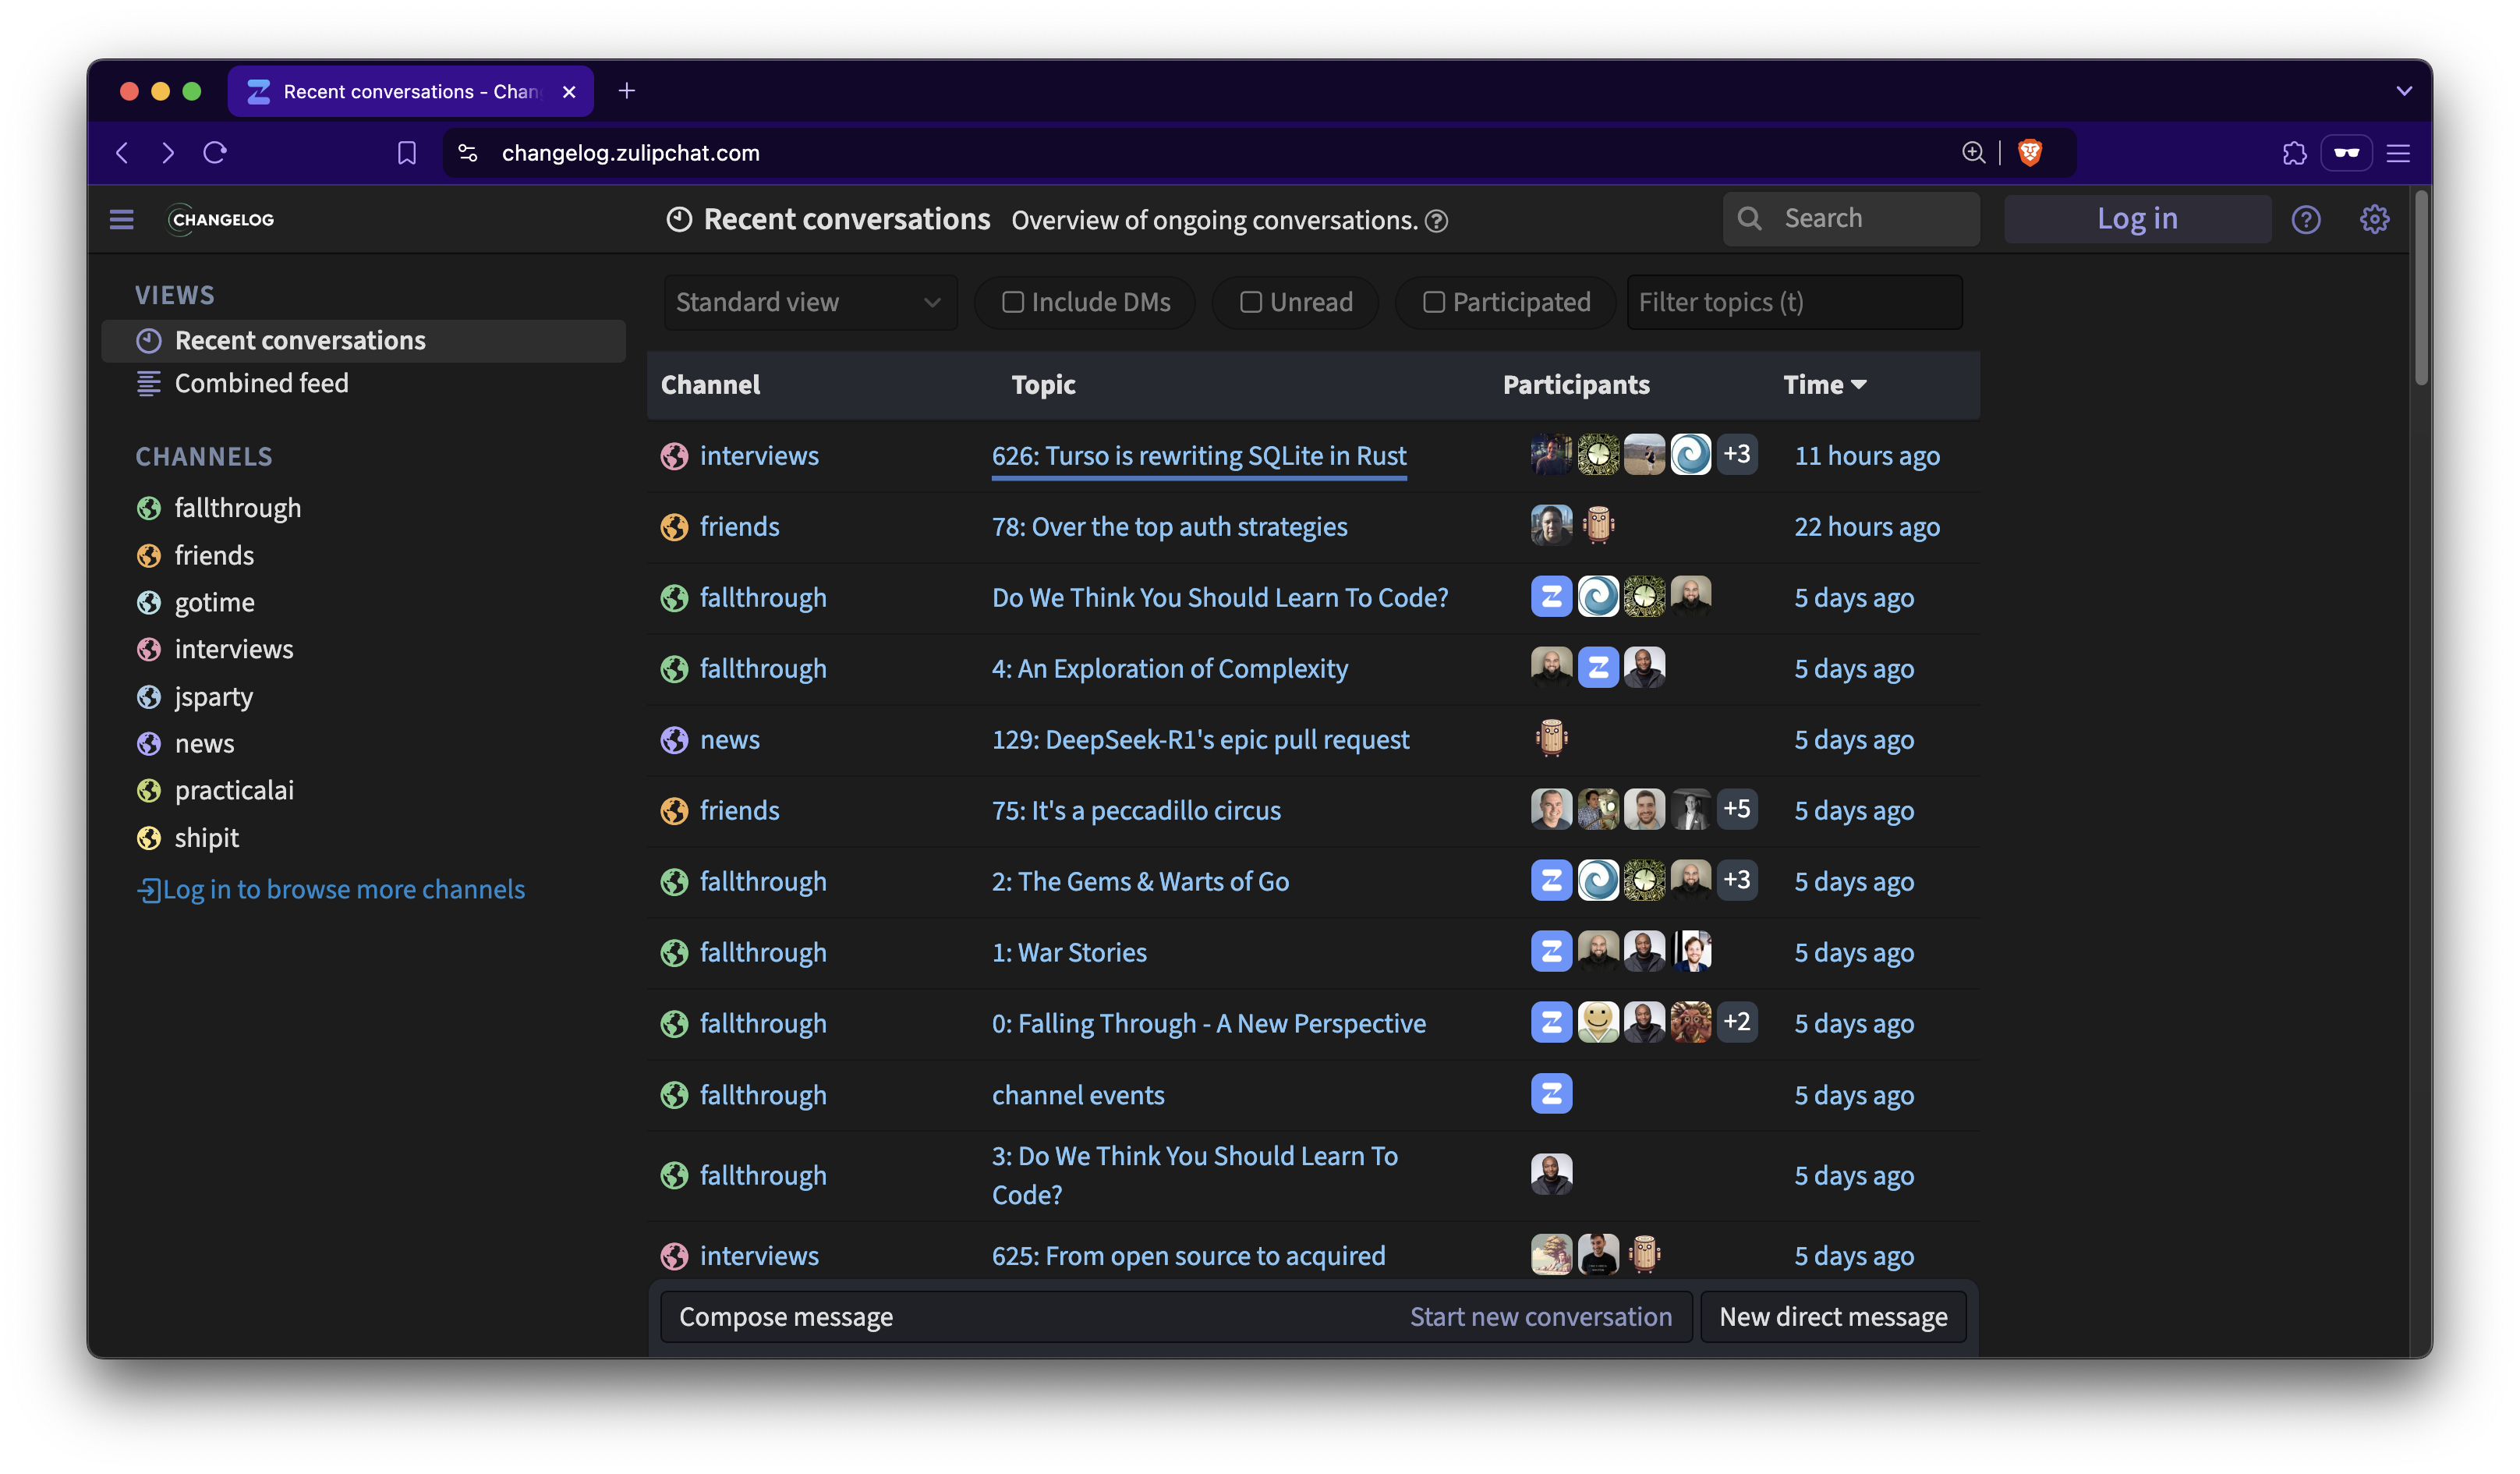 Recent conversations - Chan
changelog.zulipchat.com
CHANGELOG
Recent conversations Overview of ongoing conversations.
Search
Log in
VIEWS
Recent conversations
Combined feed
CHANNELS
fallthrough
friends
gotime
interviews
jsparty
news
practicalai
shipit
Log in to browse more channels
Standard view
Include DMs
Unread
Participated
Filter topics (t)
Channel Topic Participants Time
interviews 626: Turso is rewriting SQLite in Rust +3 11 hours ago
friends 78: Over the top auth strategies 22 hours ago
fallthrough Do We Think You Should Learn To Code? 5 days ago
fallthrough 4: An Exploration of Complexity 5 days ago
news 129: DeepSeek-R1's epic pull request 5 days ago
friends 75: It's a peccadillo circus +5 5 days ago
fallthrough 2: The Gems & Warts of Go +3 5 days ago
fallthrough 1: War Stories 5 days ago
fallthrough 0: Falling Through - A New Perspective +2 5 days ago
fallthrough channel events 5 days ago
fallthrough 3: Do We Think You Should Learn To
Code? 5 days ago
interviews 625: From open source to acquired 5 days ago
Compose message Start new conversation New direct message